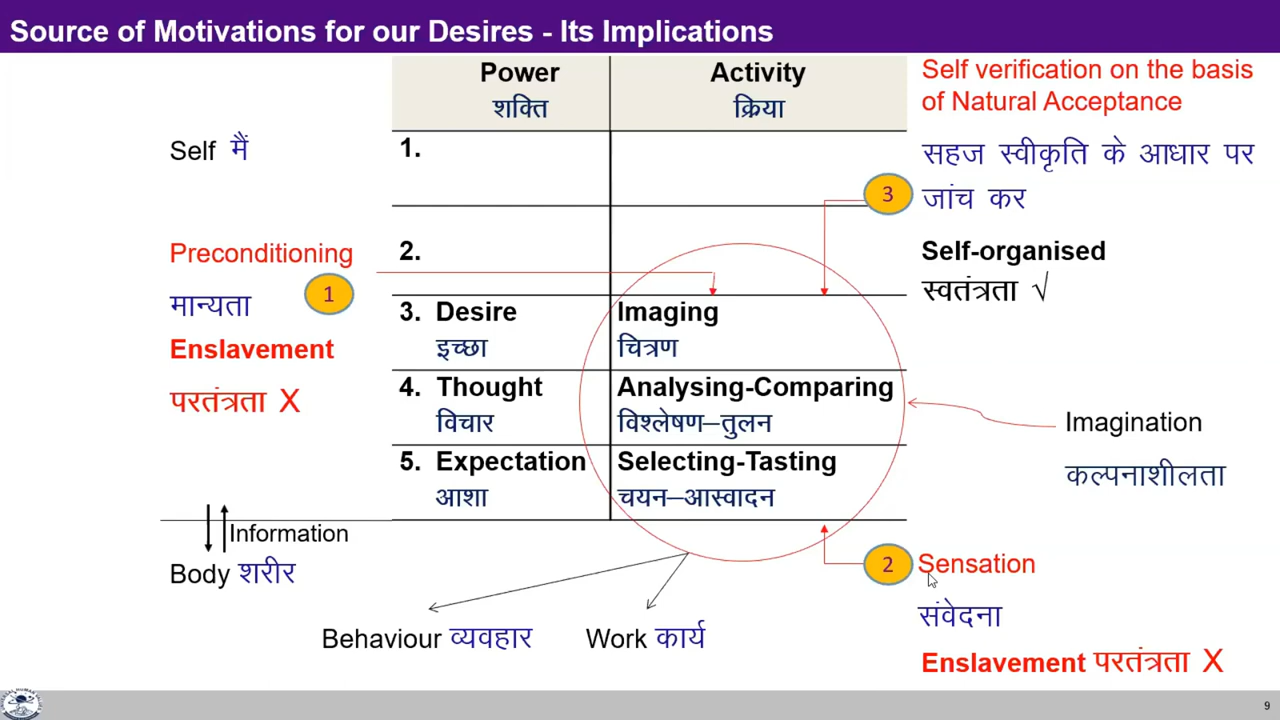 Source of Motivations for our Desires - Its Implications
Power
शक्ति
Activity
क्रिया
Self verification on the basis
of Natural Acceptance
सहज स्वीकृति के आधार पर
जांच कर
3
Self-organised
स्वतंत्रता √
Self मैं
1.
Preconditioning
मान्यता
1
Enslavement
परतंत्रता X
2.
3. Desire
इच्छा
Imaging
चित्रण
4. Thought
विचार
Analysing-Comparing
विश्लेषण–तुलन
5. Expectation
आशा
Selecting-Tasting
चयन–आस्वादन
Imagination
कल्पनाशीलता
Information
Body शरीर
2
Sensation
संवेदना
Enslavement परतंत्रता X
Behaviour व्यवहार
Work कार्य
9